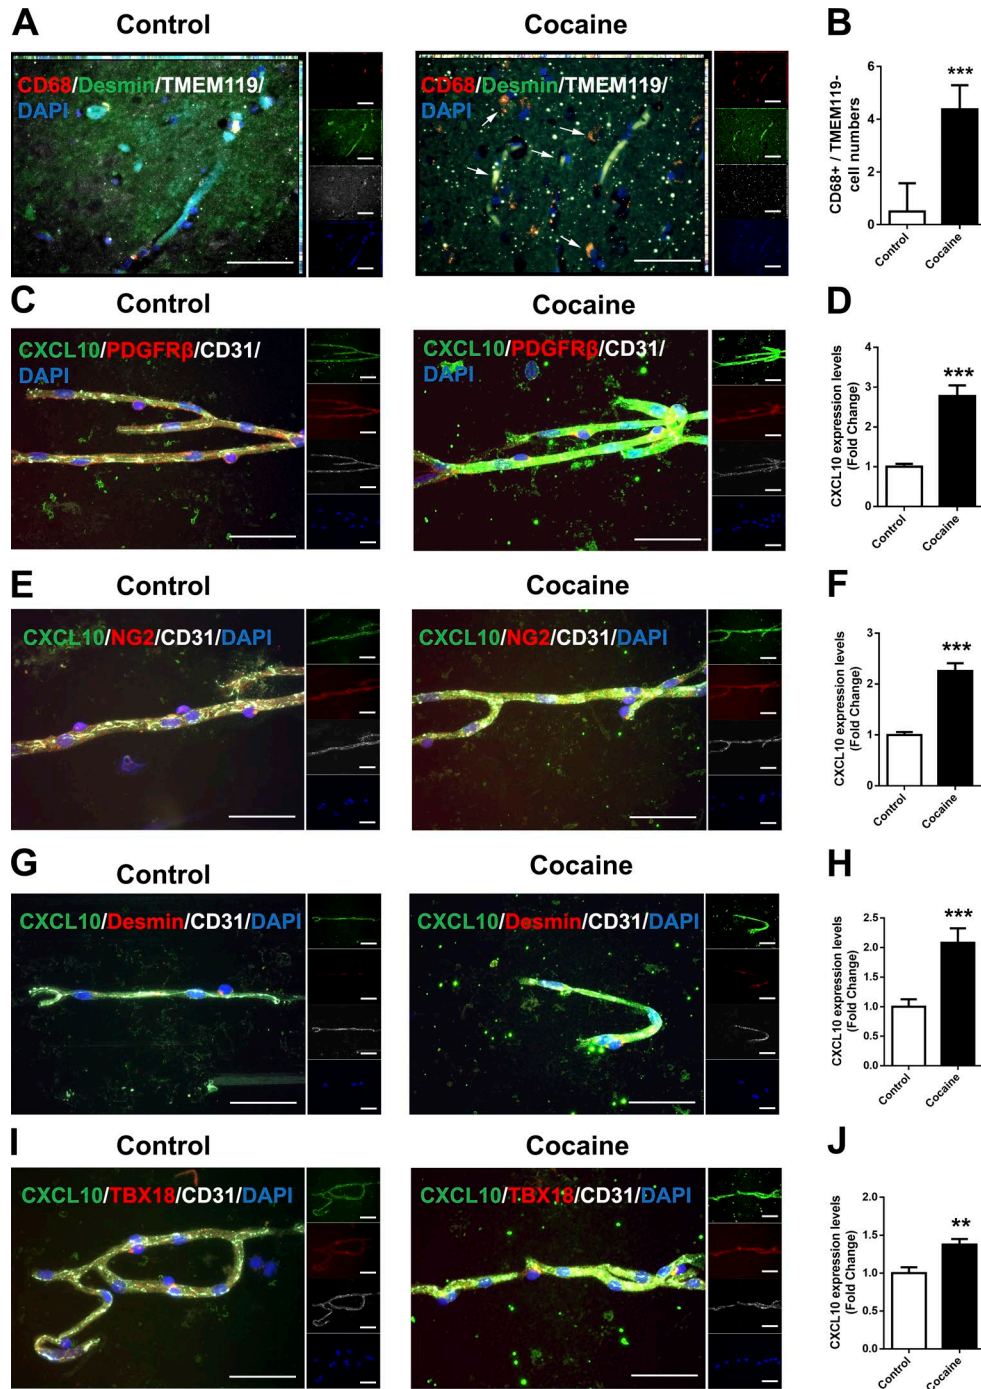 A
Control
Cocaine
CD68/Desmin/TMEM119/
DAPI
CD68/Desmin/TMEM119/
DAPI
B
CD68+ / TMEM119-
cell numbers
6
4
2
0
***
Control
Cocaine
C
Control
Cocaine
CXCL10/PDGFRβ/CD31/
DAPI
CXCL10/PDGFRβ/CD31/
DAPI
D
CXCL10 expression levels
(Fold Change)
4
3
2
1
0
***
Control
Cocaine
E
Control
Cocaine
CXCL10/NG2/CD31/DAPI
CXCL10/NG2/CD31/DAPI
F
CXCL10 expression levels
(Fold Change)
3
2
1
0
***
Control
Cocaine
G
Control
Cocaine
CXCL10/Desmin/CD31/DAPI
CXCL10/Desmin/CD31/DAPI
H
CXCL10 expression levels
(Fold Change)
2.5
2.0
1.5
1.0
0.5
0.0
***
Control
Cocaine
I
Control
Cocaine
CXCL10/TBX18/CD31/DAPI
CXCL10/TBX18/CD31/DAPI
J
CXCL10 expression levels
(Fold Change)
2.0
1.5
1.0
0.5
0.0
**
Control
Cocaine